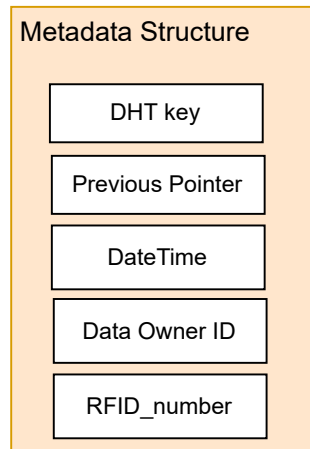 Metadata Structure
DHT key
Previous Pointer
DateTime
Data Owner ID
RFID_number